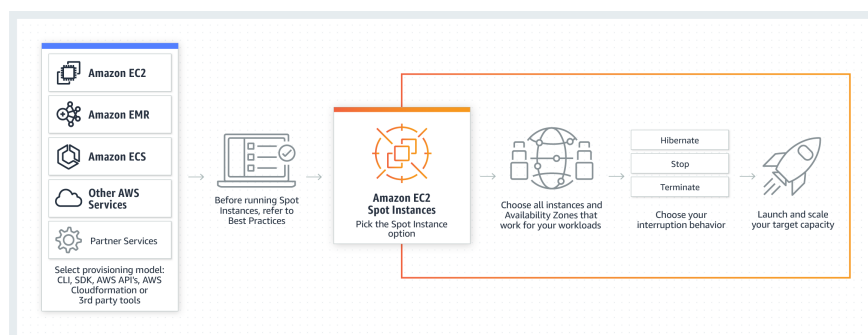 Amazon EC2
Amazon EMR
Amazon ECS
Other AWS
Services
Partner Services
Select provisioning model:
CLI, SDK, AWS API's, AWS
Cloudformation or
3rd party tools
Before running Spot
Instances, refer to
Best Practices
Amazon EC2
Spot Instances
Pick the Spot Instance
option
Choose all instances and
Availability Zones that
work for your workloads
Hibernate
Stop
Terminate
Choose your
interruption behavior
Launch and scale
your target capacity